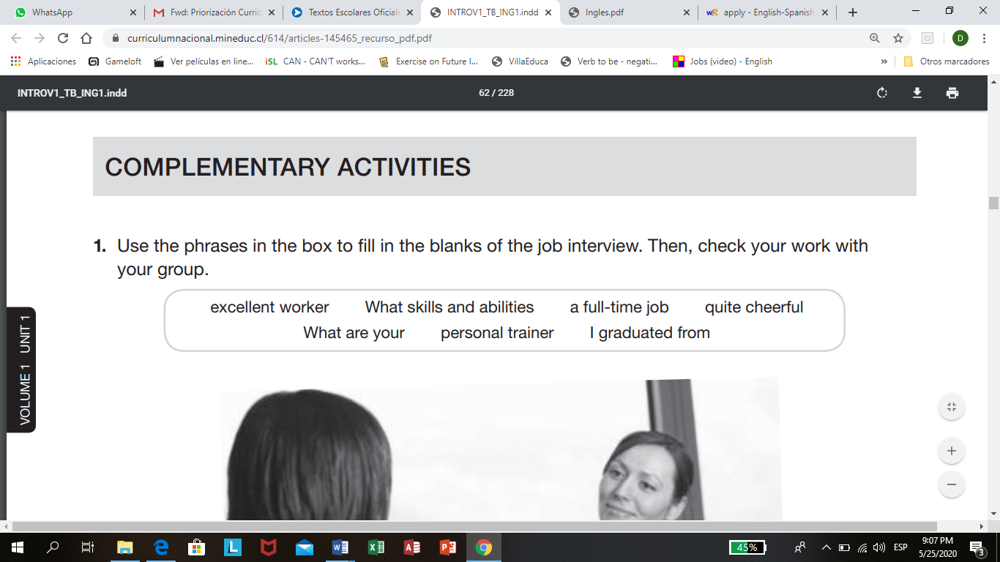 WhatsApp
Fwd: Priorización Curric
Textos Escolares Oficiale
INTROV1_TB_ING1.indd
Ingles.pdf
apply - English-Spanish
curriculumnacional.mineduc.cl/614/articles-145465_recurso_pdf.pdf
D
Aplicaciones
Gameloft
Ver películas en line...
iSL CAN - CAN'T works...
Exercise on Future I...
VillaEduca
Verb to be - negati...
Jobs (video) - English
Otros marcadores
INTROV1_TB_ING1.indd
62 / 228
COMPLEMENTARY ACTIVITIES
1. Use the phrases in the box to fill in the blanks of the job interview. Then, check your work with
your group.
excellent worker What skills and abilities a full-time job quite cheerful
What are your personal trainer I graduated from
VOLUME 1 UNIT 1
45%
ESP
9:07 PM
5/25/2020
3